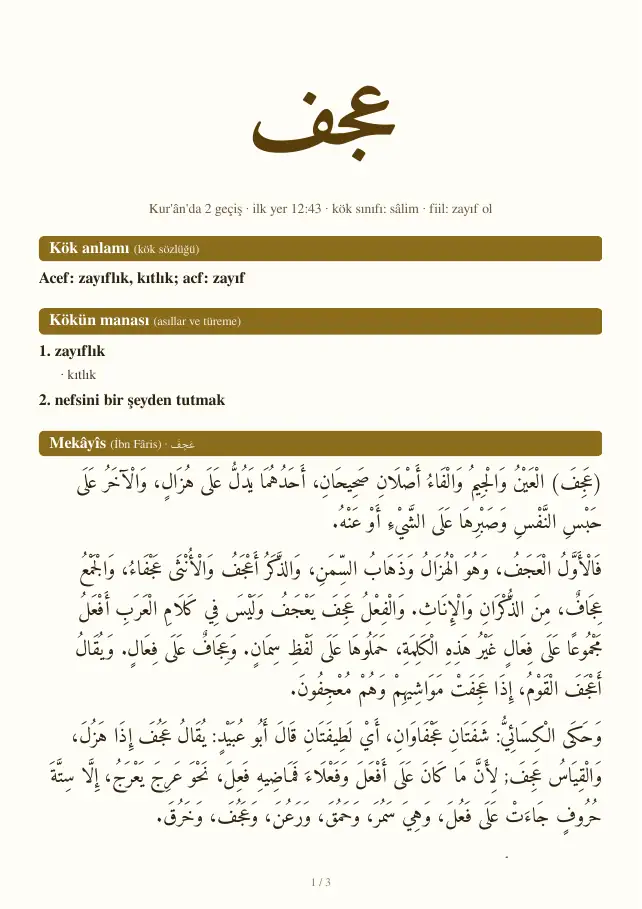 عجف
Kur'ân'da 2 geçiş · ilk yer 12:43 · kök sınıfı: sâlim · fiil: zayıf ol
Kök anlamı (kök sözlüğü)
Acef: zayıflık, kıtlık; acf: zayıf
Kökün manası (asıllar ve türeme)
1. zayıflık
· kıtlık
2. nefsini bir şeyden tutmak
Mekâyîs (İbn Fâris) · عَجِفَ
(عَجِفَ) الْعَيْنُ وَالْجِيمُ وَالْفَاءُ أَصْلَانِ صَحِيحَانِ، أَحَدُهُمَا يَدُلُّ عَلَى هُزَالٍ، وَالْآخَرُ عَلَى
حَبْسِ النَّفْسِ وَصَبْرِهَا عَلَى الشَّيْءِ أَوْ عَنْهُ.
فَالْأَوَّلُ الْعَجَفُ، وَهُوَ الْهُزَالُ وَذَهَابُ السِّمَنِ، وَالذَّكَرُ أَعْجَفُ وَالْأُنْثَى عَجْفَاءُ، وَالْجَمْعُ
عِجَافٌ، مِنَ الذُّكْرَانِ وَالْإِنَاثِ. وَالْفِعْلُ عَجِفَ يَعْجَفُ وَلَيْسَ فِي كَلَامِ الْعَرَبِ أَفْعَلُ
مَجْمُوعًا عَلَى فِعَالٍ غَيْرُ هَذِهِ الْكَلِمَةِ، حَمَلُوهَا عَلَى لَفْظِ سِمَانٍ. وَعِجَافٌ عَلَى فِعَالٍ. وَيُقَالُ
أَعْجَفَ الْقَوْمُ، إِذَا عَجِفَتْ مَوَاشِيهِمْ وَهُمْ مُعْجِفُونَ.
وَحَكَى الْكِسَائِيُّ: شَفَتَانِ عَجْفَاوَانِ، أَيْ لَطِيفَتَانِ قَالَ أَبُو عُبَيْدٍ: يُقَالُ عَجُفَ إِذَا هَزُلَ،
وَالْقِيَاسُ عَجِفَ; لِأَنَّ مَا كَانَ عَلَى أَفْعَلَ وَفَعْلَاءَ فَمَاضِيهِ فَعِلَ، نَحْوَ عَرِجَ يَعْرَجُ، إِلَّا سِتَّةَ
حُرُوفٍ جَاءَتْ عَلَى فَعُلَ، وَهِيَ سَمُرَ، وَحَمُقَ، وَرَعُنَ، وَعَجُفَ، وَخَرُقَ.
.
1 / 3